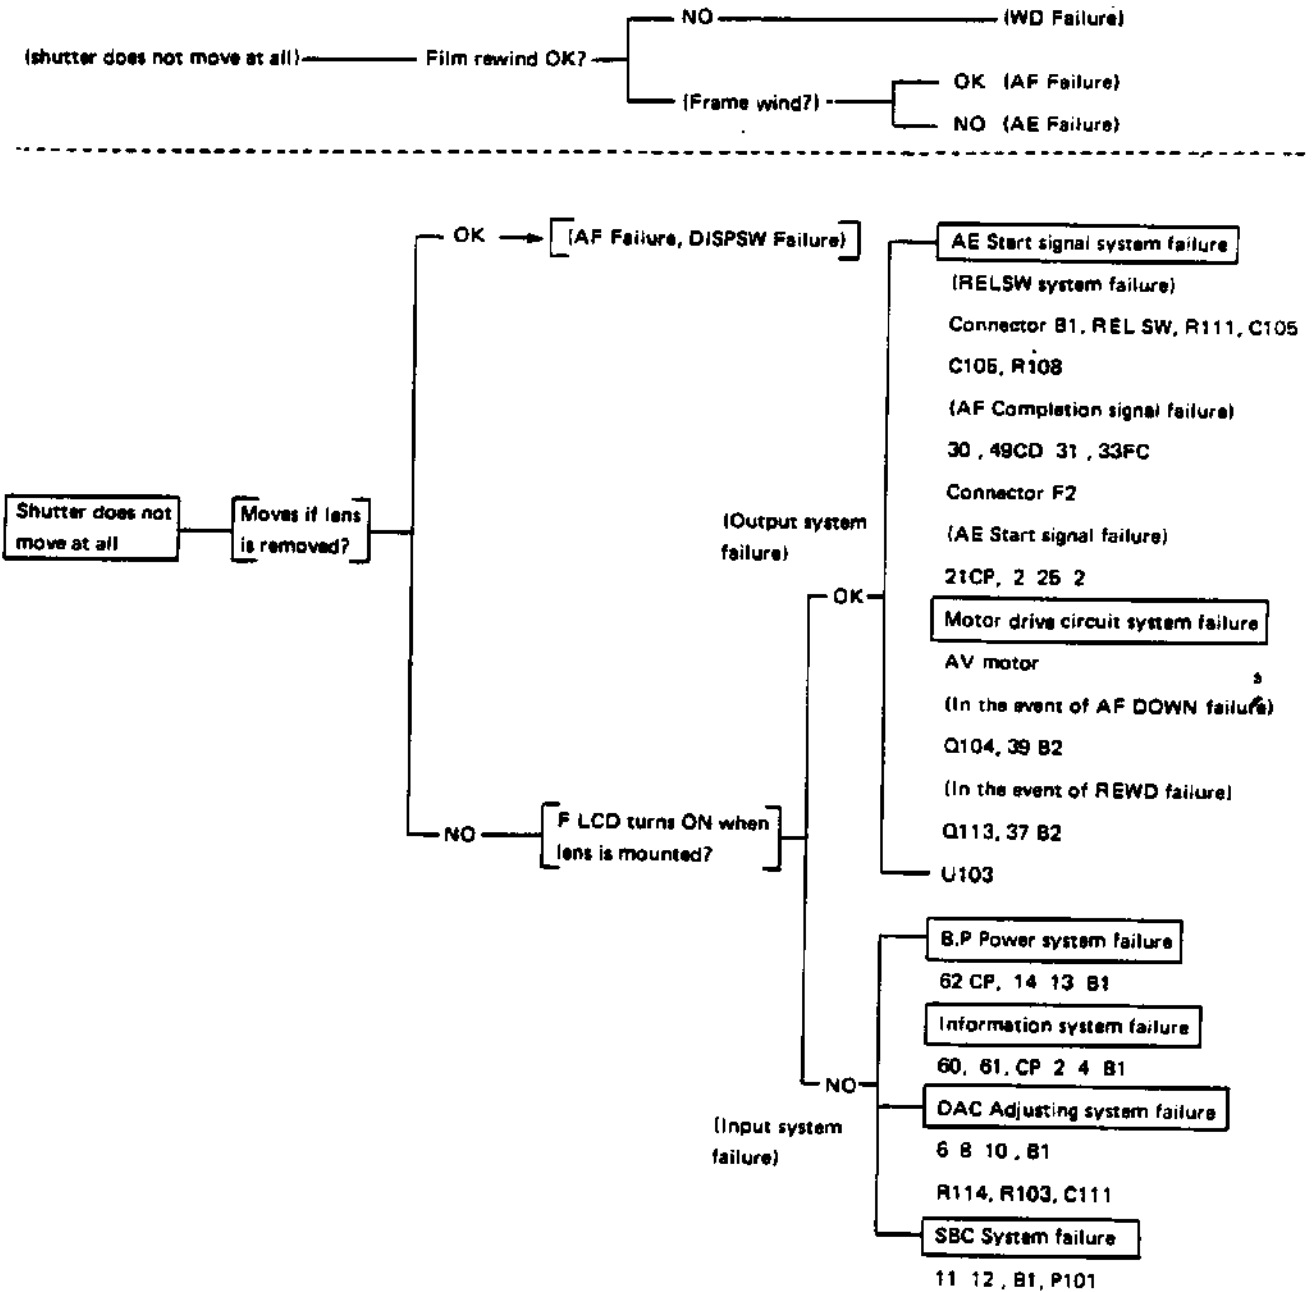 NO (WD Failure)
(shutter does not move at all) Film rewind OK?
OK (AF Failure)
(Frame wind?)
NO (AE Failure)
OK [(AF Failure, DISPSW Failure)]
AE Start signal system failure
(RELSW system failure)
Connector B1, REL SW, R111, C105
C105, R108
(AF Completion signal failure)
30 , 49CD 31 , 33FC
Connector F2
Shutter does not
move at all
[Moves if lens
is removed?]
(Output system
failure)
(AE Start signal failure)
21CP, 2 25 2
OK
Motor drive circuit system failure
AV motor
s
(In the event of AF DOWN failure)
Q104, 39 B2
(In the event of REWD failure)
Q113, 37 B2
NO
[F LCD turns ON when
lens is mounted?]
U103
B.P Power system failure
62 CP, 14 13 B1
Information system failure
60, 61, CP 2 4 B1
NO
(Input system
failure)
DAC Adjusting system failure
6 8 10 , B1
R114, R103, C111
SBC System failure
11 12 , B1, P101